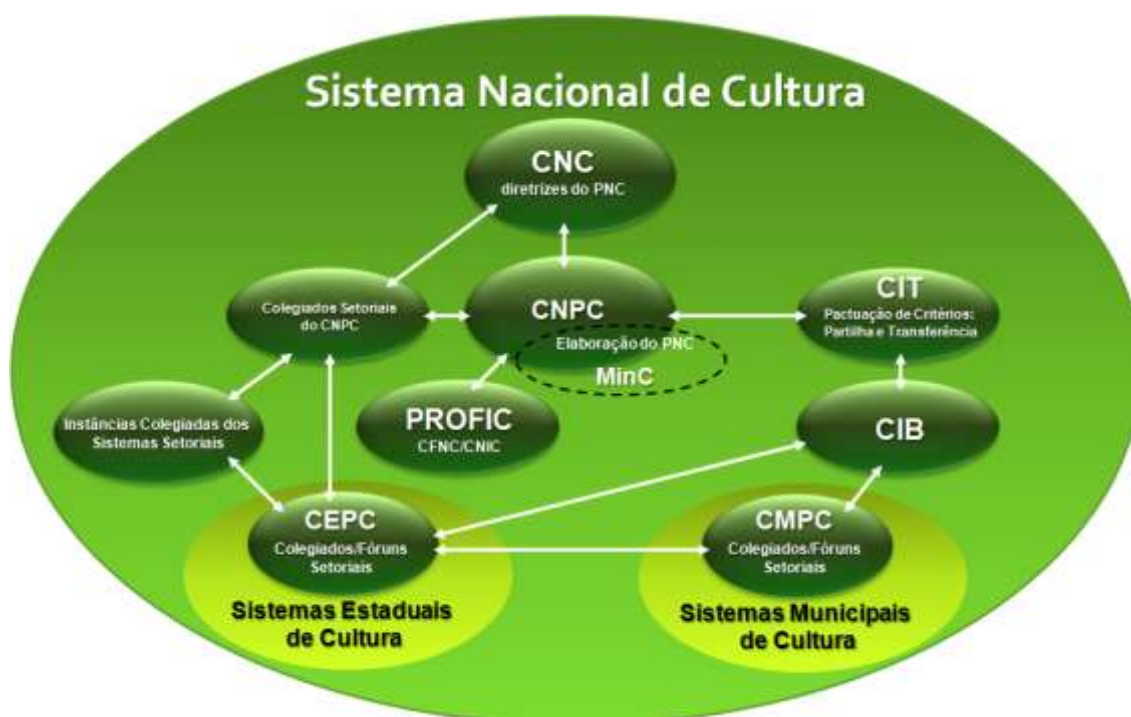 Sistema Nacional de Cultura
CNC
diretrizes do PNC
Colegiados Setoriais
do CNPC
CNPC
Elaboração do PNC
MinC
CIT
Pactuação de Critérios:
Partilha e Transferência
Instâncias Colegiadas dos
Sistemas Setoriais
PROFIC
CFNC/CNIC
CIB
CEPC
Colegiados/Fóruns
Setoriais
CMPC
Colegiados/Fóruns
Setoriais
Sistemas Estaduais
de Cultura
Sistemas Municipais
de Cultura